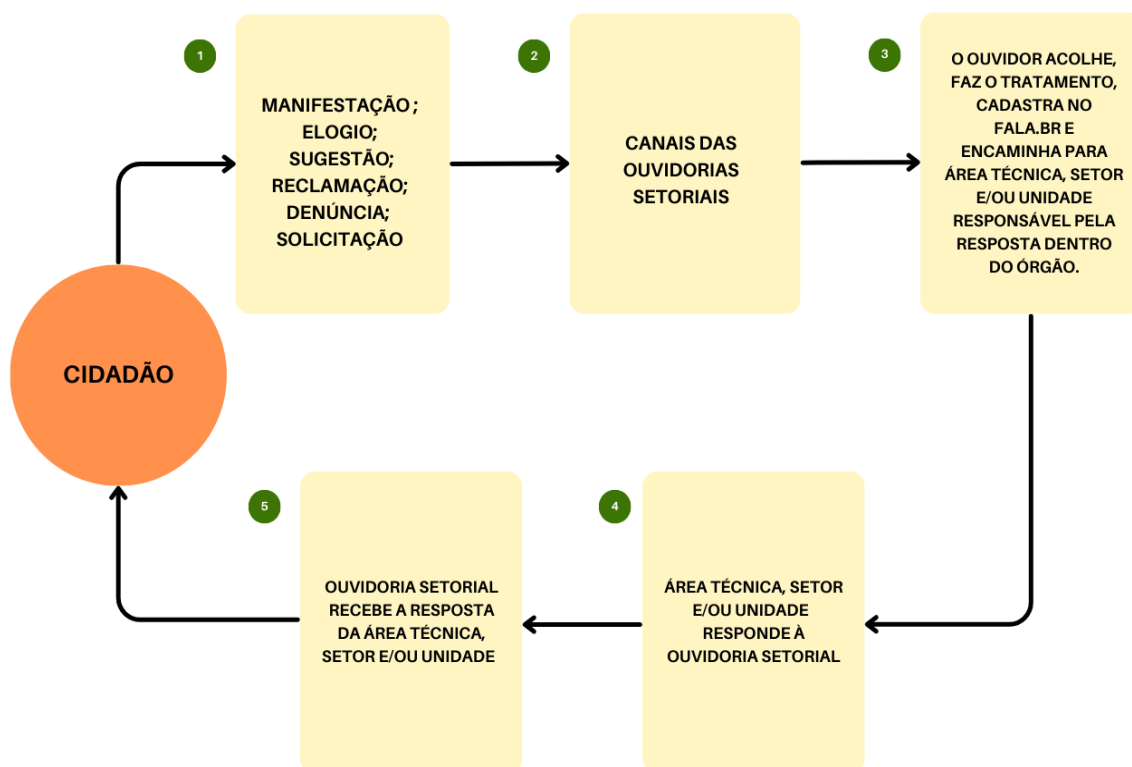 1
MANIFESTAÇÃO ;
ELOGIO;
SUGESTÃO;
RECLAMAÇÃO;
DENÚNCIA;
SOLICITAÇÃO
2
CANAIS DAS
OUVIDORIAS
SETORIAIS
3
O OUVIDOR ACOLHE,
FAZ O TRATAMENTO,
CADASTRA NO
FALA.BR E
ENCAMINHA PARA
ÁREA TÉCNICA, SETOR
E/OU UNIDADE
RESPONSÁVEL PELA
RESPOSTA DENTRO
DO ÓRGÃO.
CIDADÃO
5
OUVIDORIA SETORIAL
RECEBE A RESPOSTA
DA ÁREA TÉCNICA,
SETOR E/OU UNIDADE
4
ÁREA TÉCNICA, SETOR
E/OU UNIDADE
RESPONDE À
OUVIDORIA SETORIAL